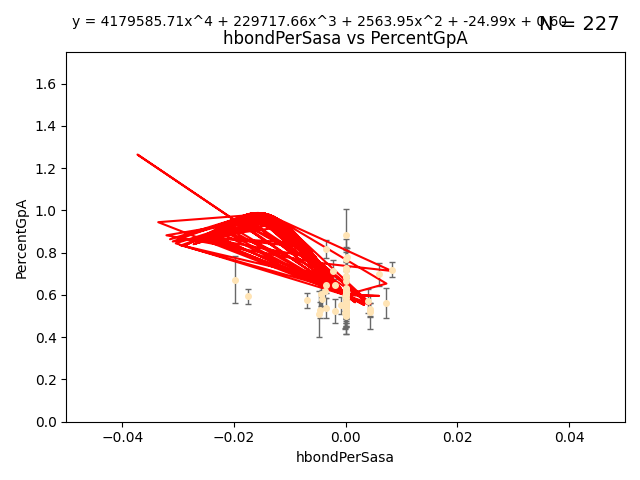 y = 4179585.71x^4 + 229717.66x^3 + 2563.95x^2 + -24.99x + 0.60
N = 227
hbondPerSasa vs PercentGpA
1.6
1.4
1.2
1.0
0.8
0.6
0.4
0.2
0.0
PercentGpA
−0.04 −0.02 0.00 0.02 0.04
hbondPerSasa